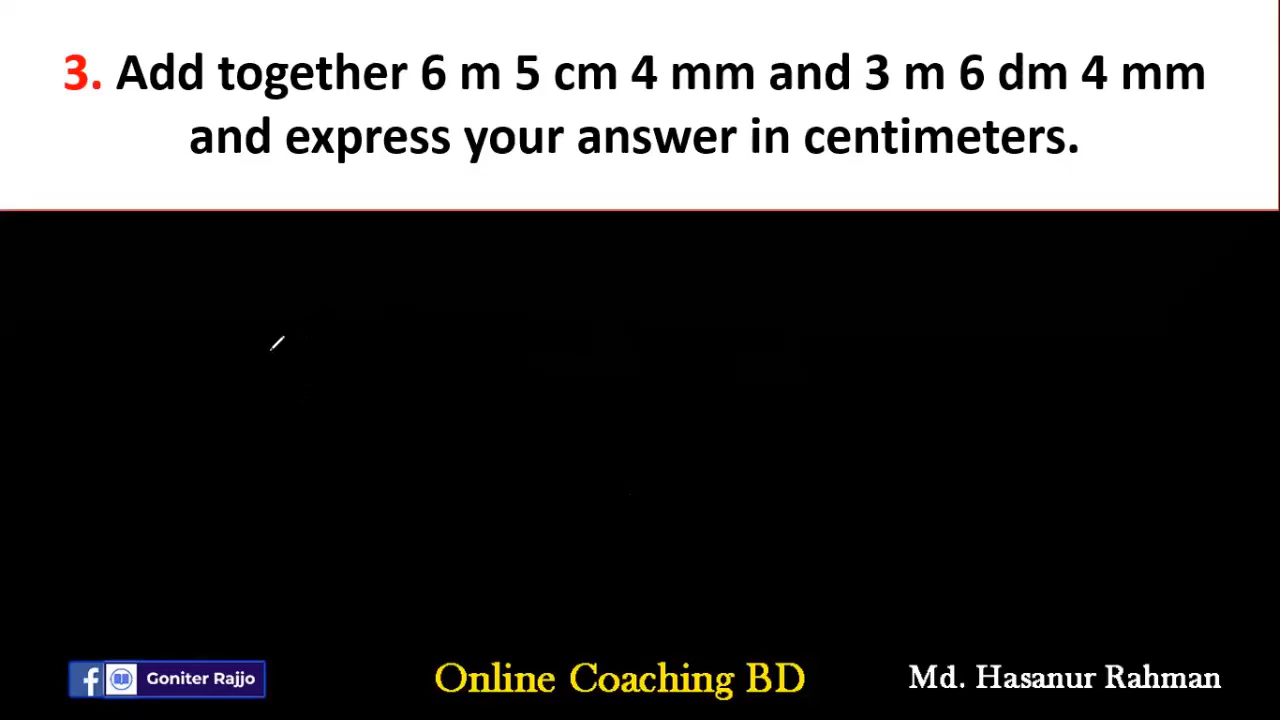 3. Add together 6 m 5 cm 4 mm and 3 m 6 dm 4 mm
and express your answer in centimeters.
f Goniter Rajjo
Online Coaching BD
Md. Hasanur Rahman